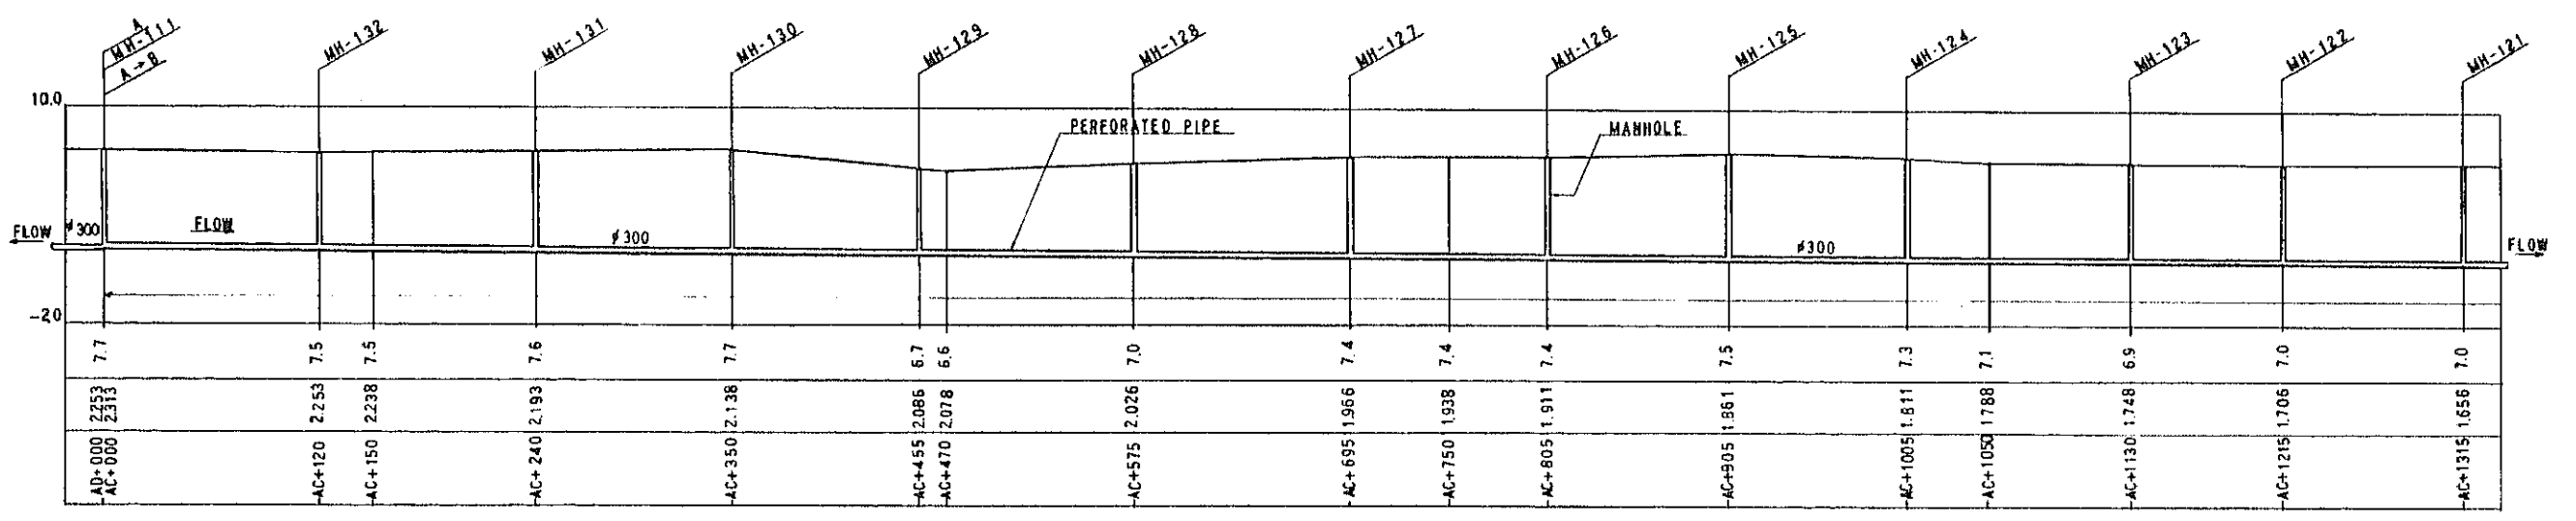 A
MH-111
A→B
MH-132
MH-131
MH-130
MH-129
MH-128
MH-127
MH-126
MH-125
MH-124
MH-123
MH-122
MH-121
10.0
PERFORATED PIPE
MANHOLE
FLOW
ø300
FLOW
ø300
ø300
FLOW
-2.0
7.7
7.5
7.5
7.6
7.7
6.7
6.6
7.0
7.4
7.4
7.4
7.5
7.3
7.1
6.9
7.0
7.0
2.253
2.313
2.253
2.238
2.193
2.138
2.086
2.078
2.026
1.966
1.938
1.911
1.861
1.811
1.788
1.748
1.706
1.656
AD+000
AC+000
AC+120
AC+150
AC+240
AC+350
AC+455
AC+470
AC+575
AC+695
AC+750
AC+805
AC+905
AC+1005
AC+1050
AC+1130
AC+1215
AC+1315